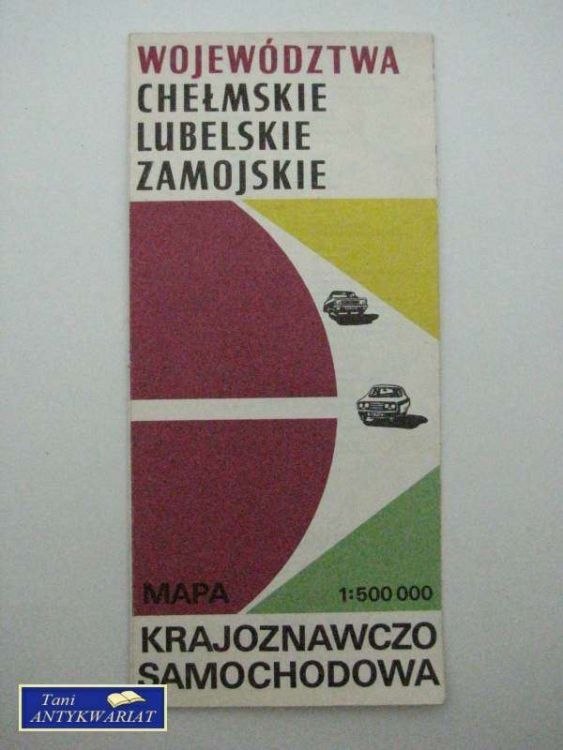 WOJEWÓDZTWA
CHEŁMSKIE
LUBELSKIE
ZAMOJSKIE
MAPA 1:500 000
KRAJOZNAWCZO
SAMOCHODOWA
Tani
ANTYKWARIAT